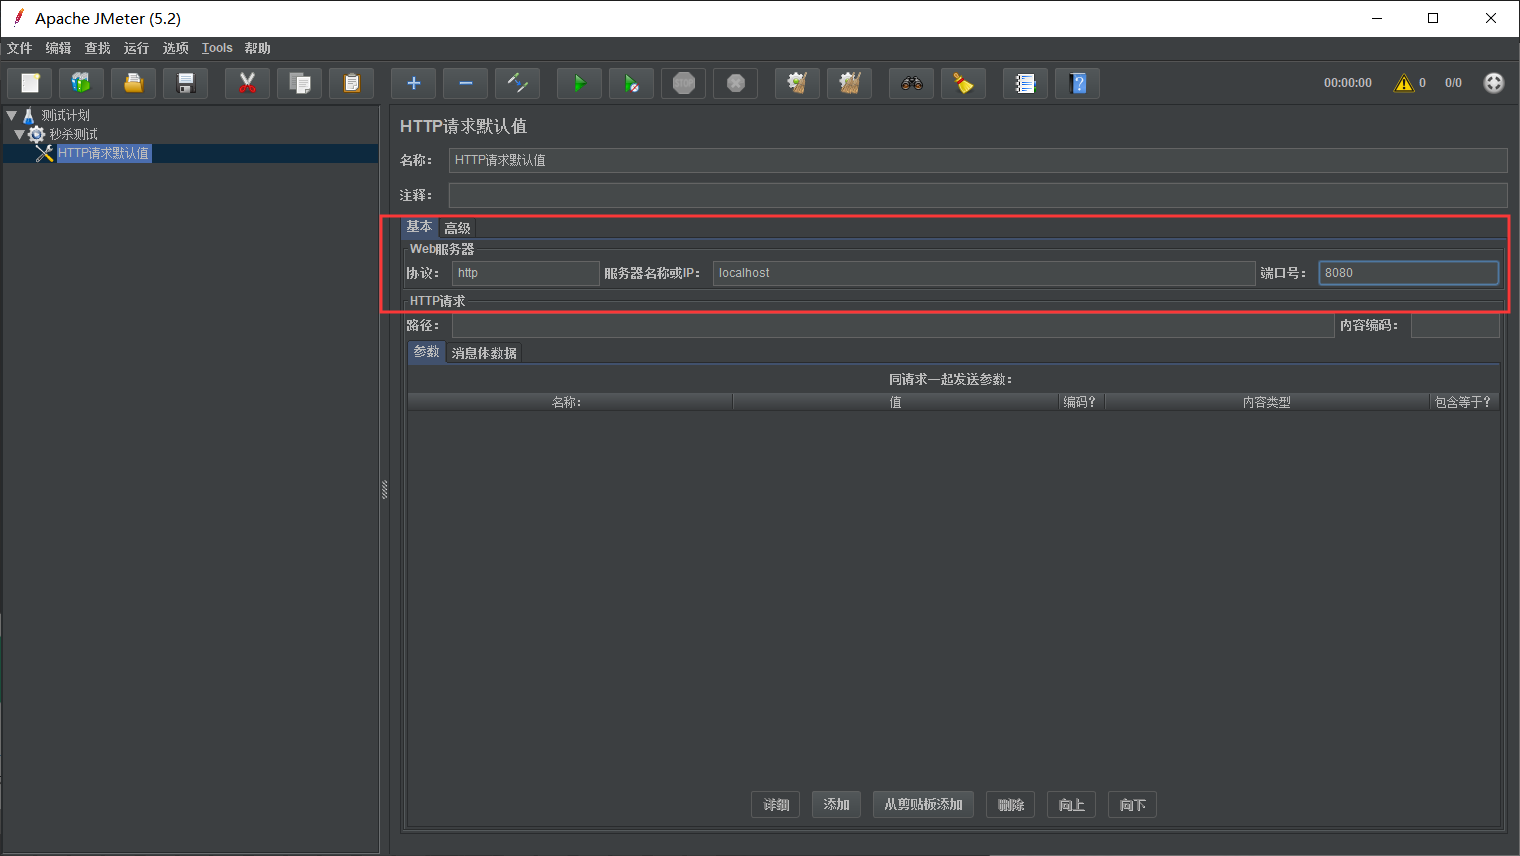 Apache JMeter (5.2)
文件 编辑 查找 运行 选项 Tools 帮助
STOP
00:00:00 0 0/0
测试计划
秒杀测试
HTTP请求默认值
HTTP请求默认值
名称: HTTP请求默认值
注释:
基本 高级
Web服务器
协议: http 服务器名称或IP: localhost 端口号: 8080
HTTP请求
路径: 内容编码:
参数 消息体数据
同请求一起发送参数:
名称: 值 编码? 内容类型 包含等于?
详细 添加 从剪贴板添加 删除 向上 向下